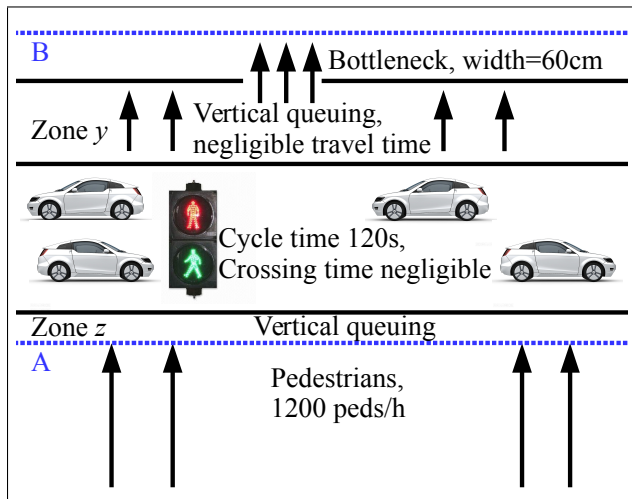 B
Bottleneck, width=60cm
Vertical queuing,
Zone y
negligible travel time
Cycle time 120s,
Crossing time negligible
Zone z
Vertical queuing
A
Pedestrians,
1200 peds/h